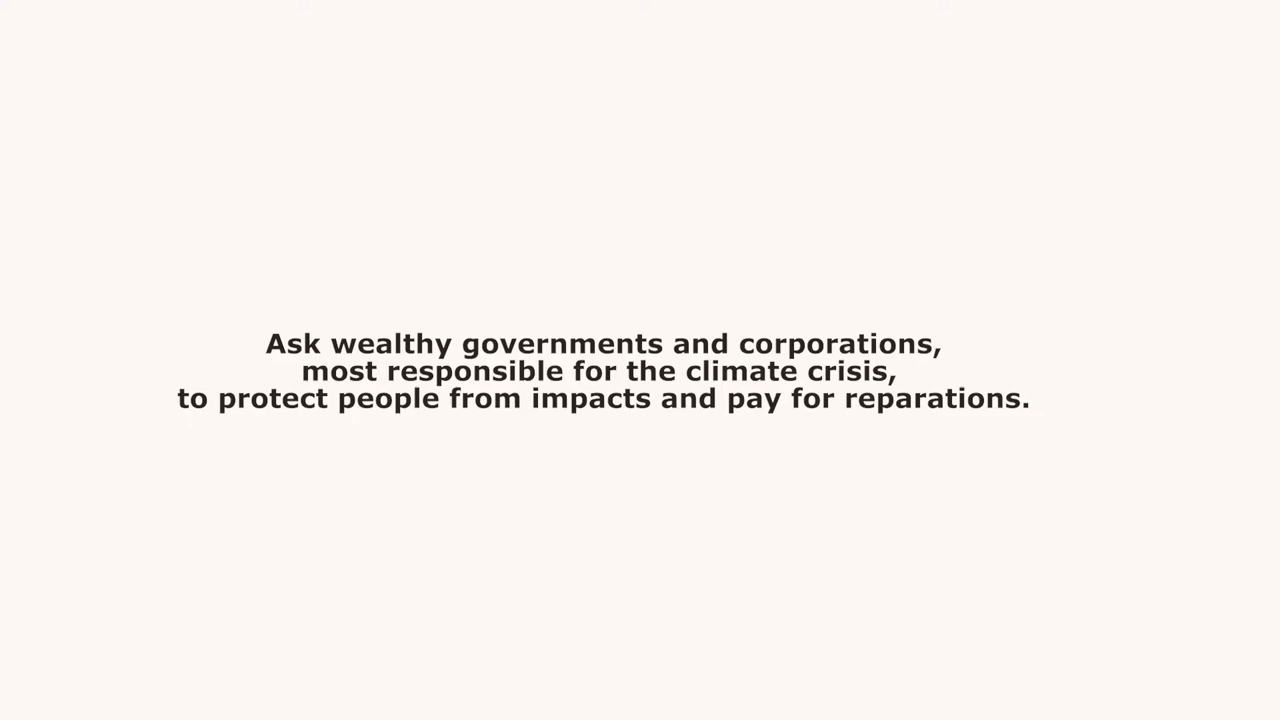 Ask wealthy governments and corporations,
most responsible for the climate crisis,
to protect people from impacts and pay for reparations.